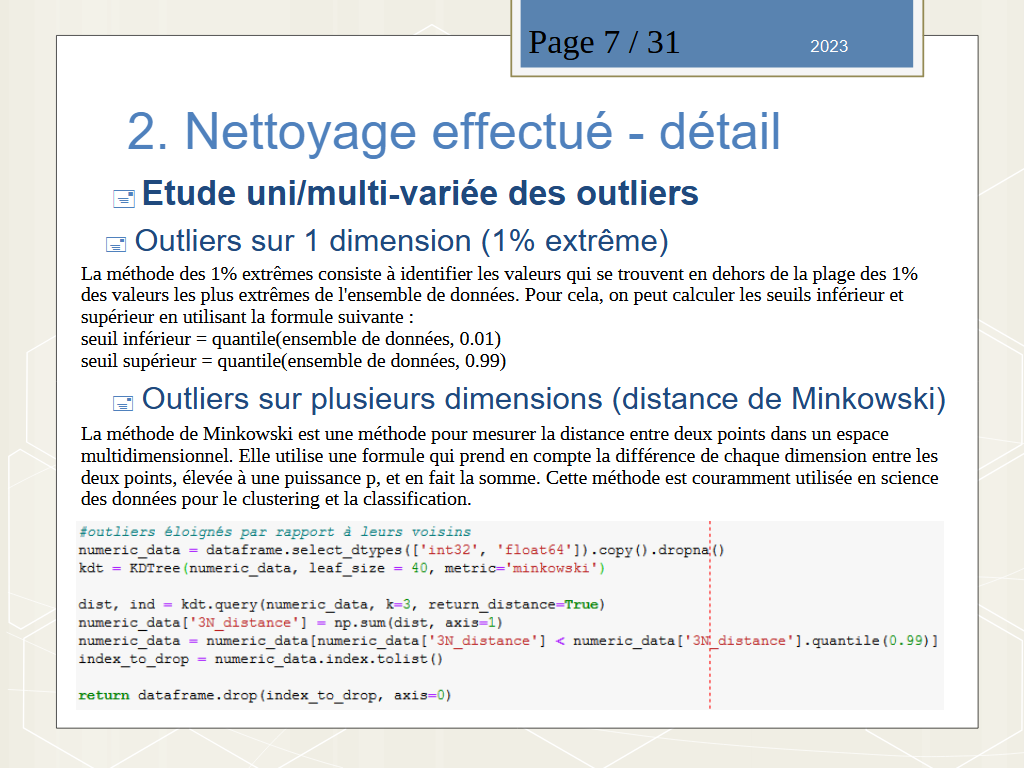 Page 7 / 31
2023
2. Nettoyage effectué - détail
Etude uni/multi-variée des outliers
Outliers sur 1 dimension (1% extrême)
La méthode des 1% extrêmes consiste à identifier les valeurs qui se trouvent en dehors de la plage des 1%
des valeurs les plus extrêmes de l'ensemble de données. Pour cela, on peut calculer les seuils inférieur et
supérieur en utilisant la formule suivante :
seuil inférieur = quantile(ensemble de données, 0.01)
seuil supérieur = quantile(ensemble de données, 0.99)
Outliers sur plusieurs dimensions (distance de Minkowski)
La méthode de Minkowski est une méthode pour mesurer la distance entre deux points dans un espace
multidimensionnel. Elle utilise une formule qui prend en compte la différence de chaque dimension entre les
deux points, élevée à une puissance p, et en fait la somme. Cette méthode est couramment utilisée en science
des données pour le clustering et la classification.
#outliers éloignés par rapport à leurs voisins
numeric_data = dataframe.select_dtypes(['int32', 'float64']).copy().dropna()
kdt = KDTree(numeric_data, leaf_size = 40, metric='minkowski')
dist, ind = kdt.query(numeric_data, k=3, return_distance=True)
numeric_data['3N_distance'] = np.sum(dist, axis=1)
numeric_data = numeric_data[numeric_data['3N_distance'] < numeric_data['3N_distance'].quantile(0.99)]
index_to_drop = numeric_data.index.tolist()
return dataframe.drop(index_to_drop, axis=0)